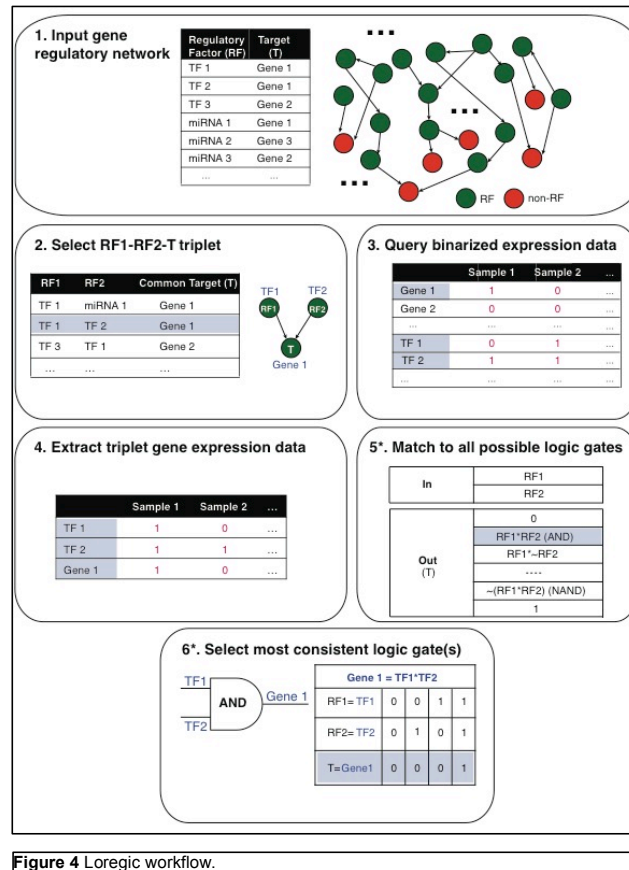 1. Input gene
regulatory network
Regulatory Target
Factor (RF) (T)
TF 1 Gene 1
TF 2 Gene 1
TF 3 Gene 2
miRNA 1 Gene 1
miRNA 2 Gene 3
miRNA 3 Gene 2
... ...
RF non-RF
2. Select RF1-RF2-T triplet
RF1 RF2 Common Target (T)
TF 1 miRNA 1 Gene 1
TF 1 TF 2 Gene 1
TF 3 TF 1 Gene 2
... ... ...
TF1 TF2
RF1 RF2
T
Gene 1
3. Query binarized expression data
Sample 1 Sample 2 ...
Gene 1 1 0 ...
Gene 2 0 0 ...
... ... ... ...
TF 1 0 1 ...
TF 2 1 1 ...
... ... ... ...
4. Extract triplet gene expression data
Sample 1 Sample 2 ...
TF 1 1 0 ...
TF 2 1 1 ...
Gene 1 1 0 ...
5*. Match to all possible logic gates
In RF1
RF2
0
RF1*RF2 (AND)
RF1*~RF2
Out
(T)
----
~(RF1*RF2) (NAND)
1
6*. Select most consistent logic gate(s)
TF1
AND
Gene 1
TF2
Gene 1 = TF1*TF2
RF1= TF1 0 0 1 1
RF2= TF2 0 1 0 1
T=Gene1 0 0 0 1
Figure 4 Loregic workflow.